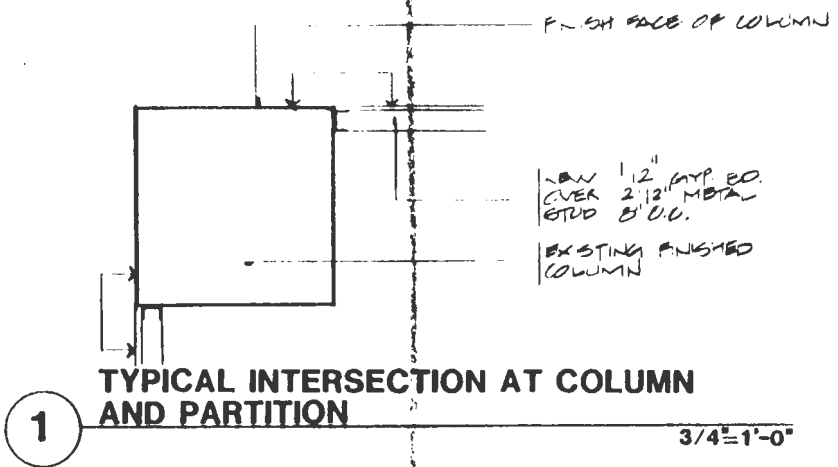 FINISH FACE OF COLUMN
NEW 1/2" GYP. BD.
OVER 2 1/2" METAL
STUD O.C.
EXISTING FINISHED
COLUMN
TYPICAL INTERSECTION AT COLUMN
AND PARTITION
1
3/4"=1'-0"